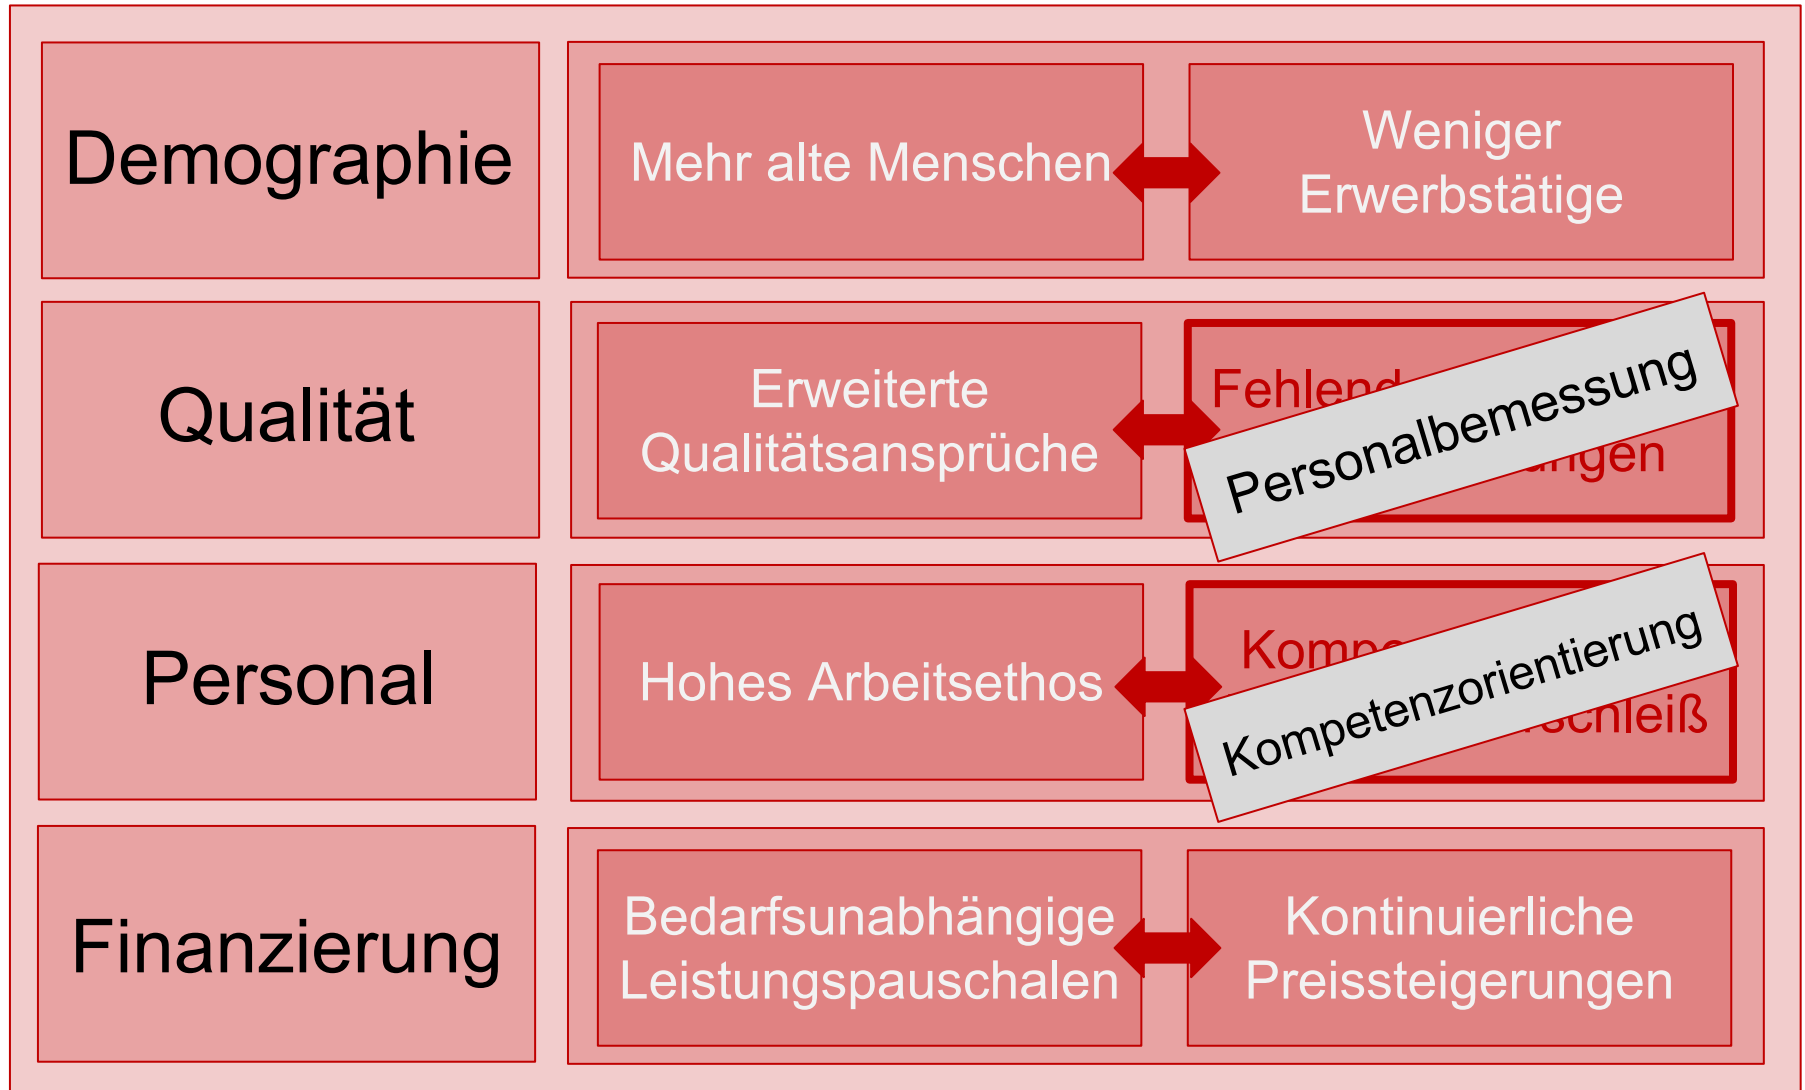 Demographie
Mehr alte Menschen
Weniger
Erwerbstätige
Qualität
Erweiterte
Qualitätsansprüche
Personalbemessung
Personal
Hohes Arbeitsethos
Kompetenzorientierung
Finanzierung
Bedarfsunabhängige
Leistungspauschalen
Kontinuierliche
Preissteigerungen